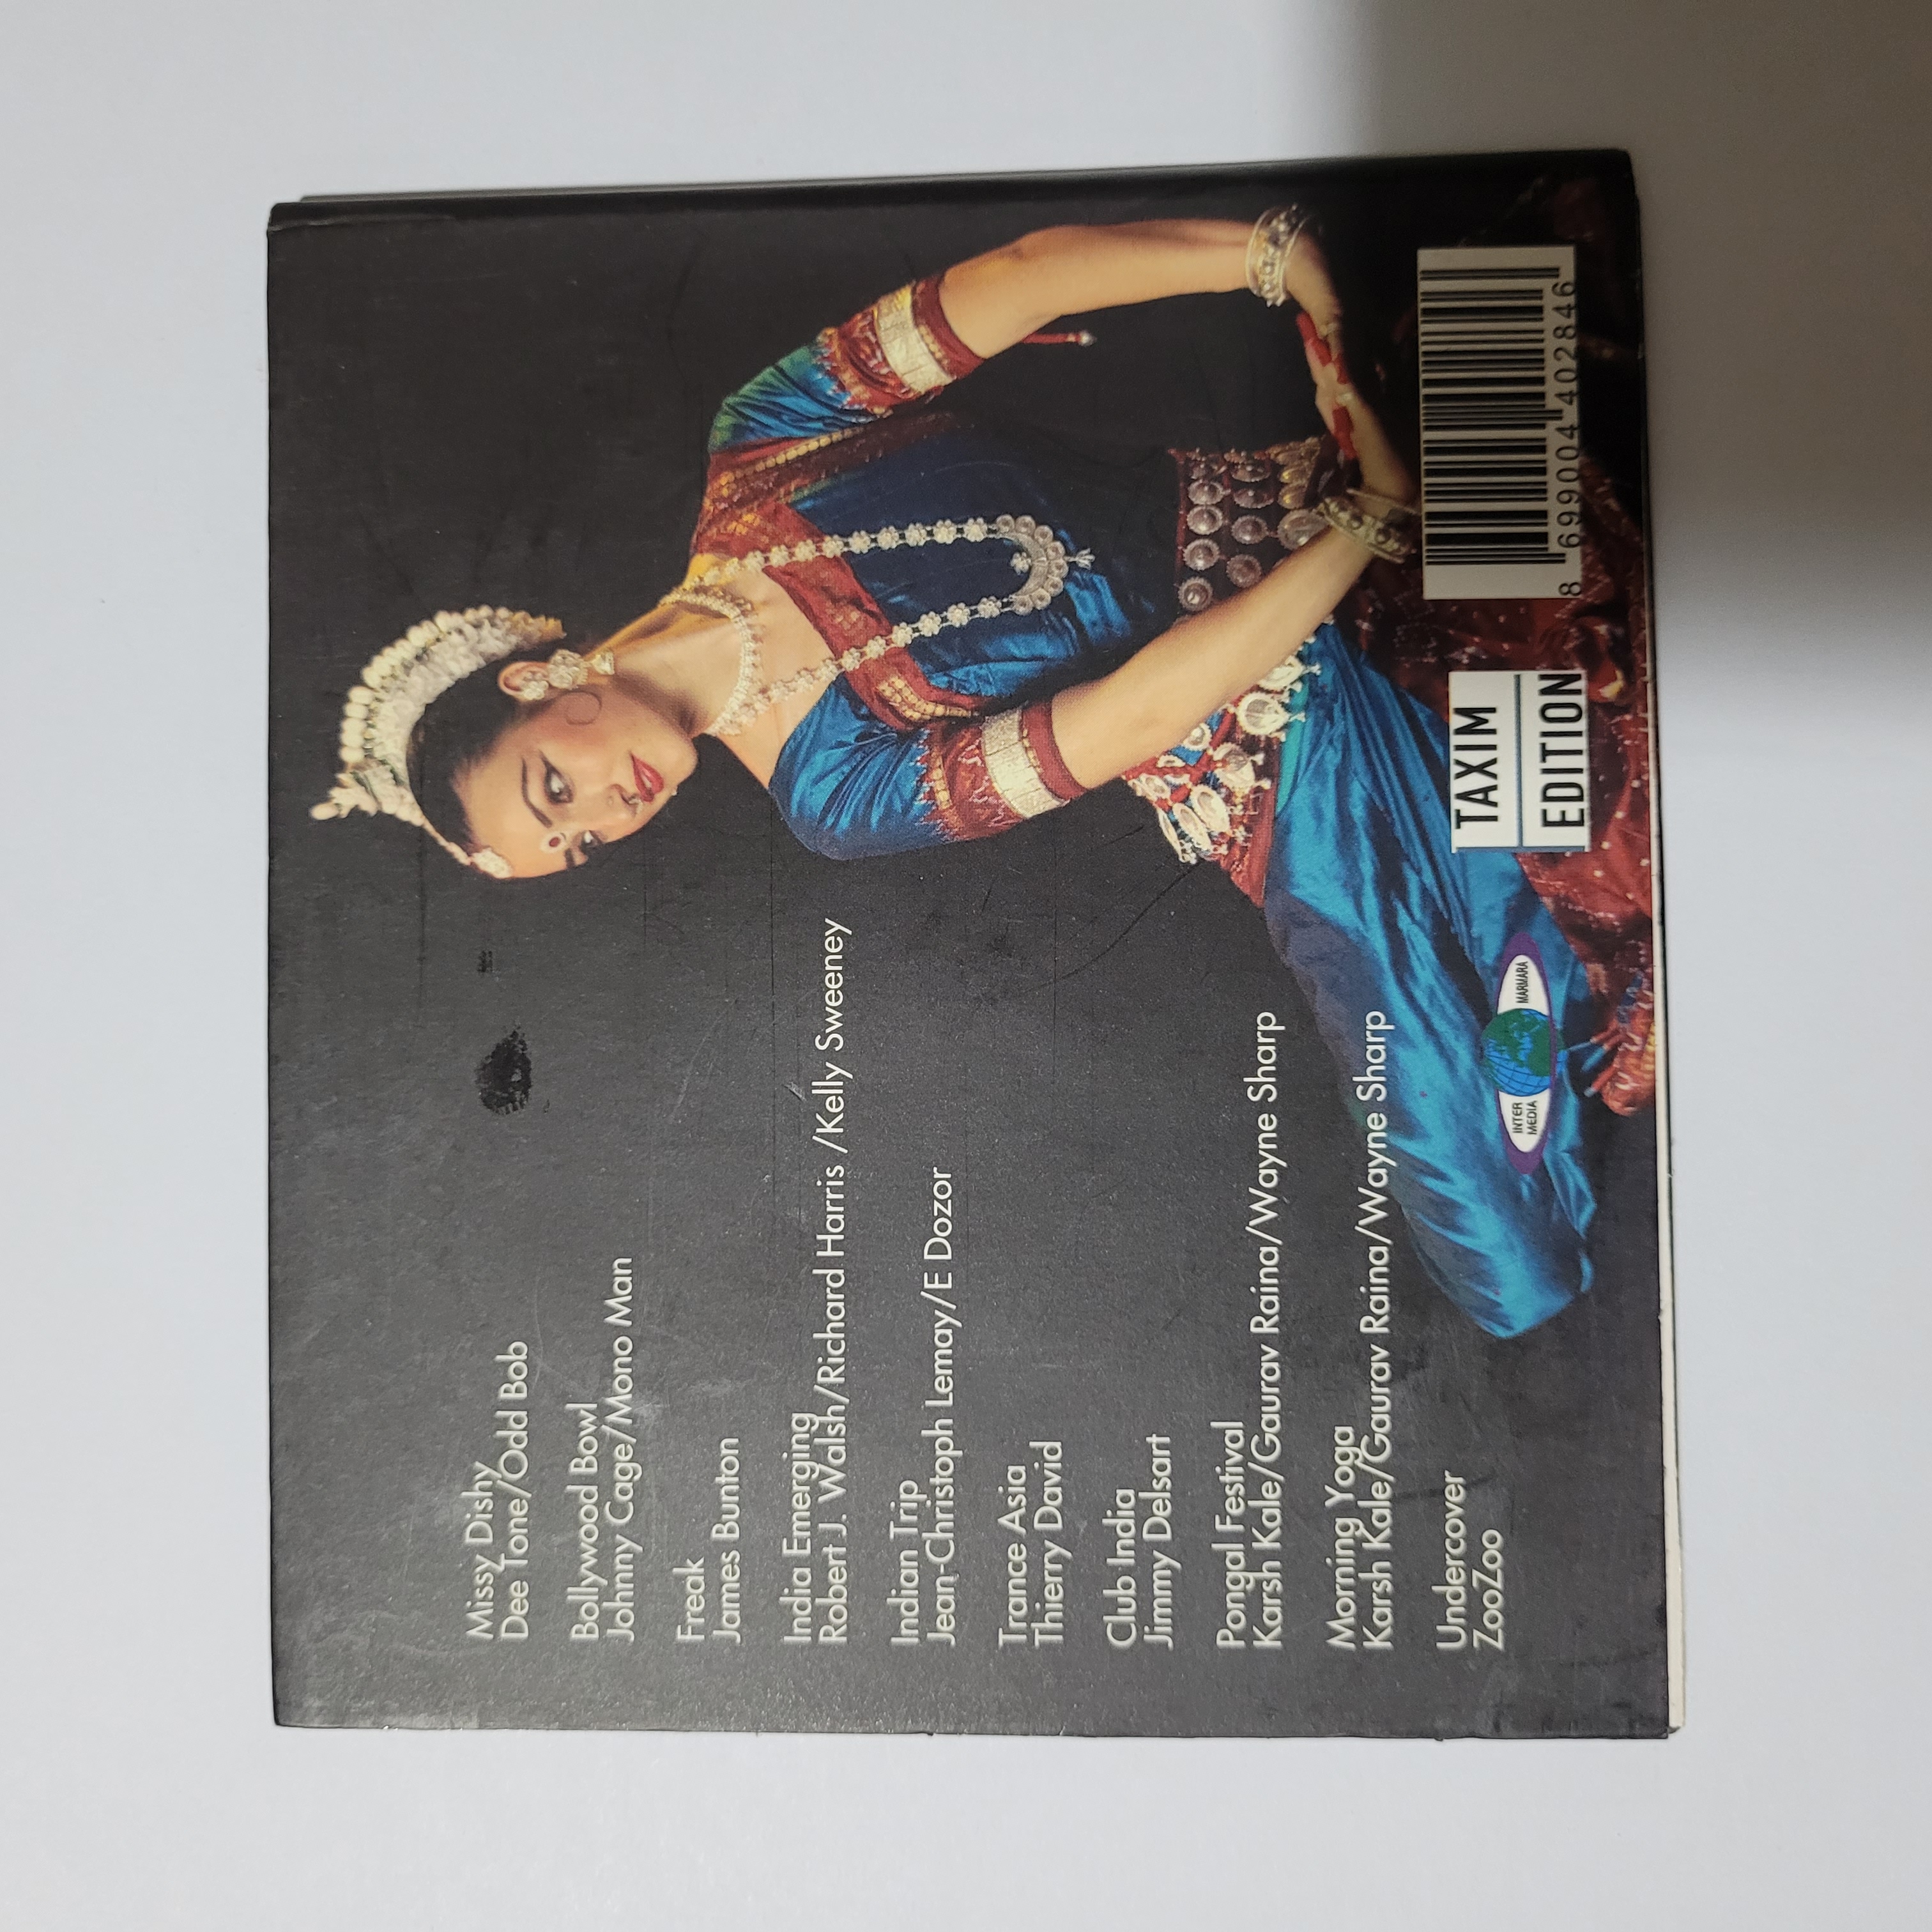 Missy Dishy
Dee Tone/Odd Bob
Bollywood Bowl
Johnny Cage/Mono Man
Freak
James Bunton
India Emerging
Robert J. Walsh/Richard Harris /Kelly Sweeney
Indian Trip
Jean-Christoph Lemay/E Dozor
Trance Asia
Thierry David
Club India
Jimmy Delsart
Pongal Festival
Karsh Kale/Gaurav Raina/Wayne Sharp
Morning Yoga
Karsh Kale/Gaurav Raina/Wayne Sharp
Undercover
ZooZoo
INTER
MEDIA
MARMARA
TAXIM
EDITION
8 699004 402846